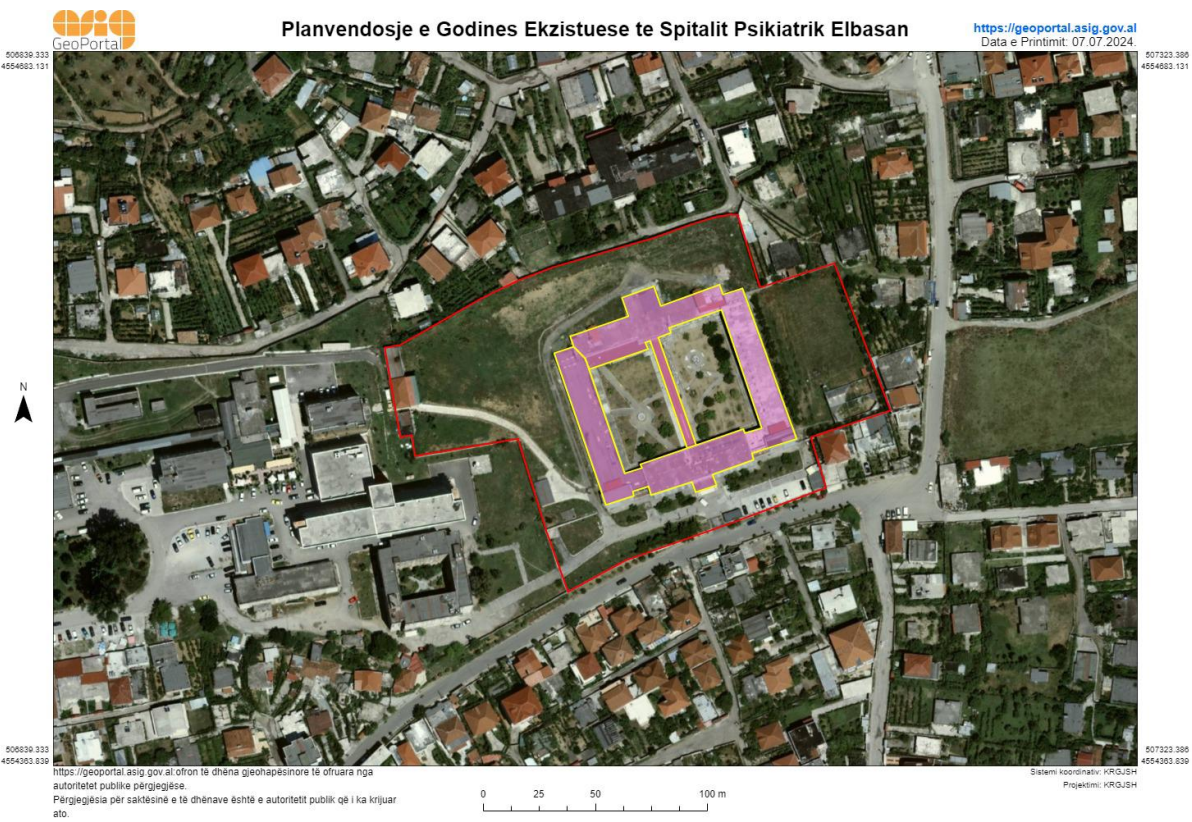 asig
GeoPortal
Planvendosje e Godines Ekzistuese te Spitalit Psikiatrik Elbasan
https://geoportal.asig.gov.al
Data e Printimit: 07.07.2024.
506839.333
4554683.131
507323.386
4554683.131
N
506839.333
4554363.839
507323.386
4554363.839
https://geoportal.asig.gov.al:ofron të dhëna gjeohapësinore të ofruara nga
autoritetet publike përgjegjëse.
Përgjegjësia për saktësinë e të dhënave është e autoritetit publik që i ka krijuar
ato.
0 25 50 100 m
Sistemi koordinativ: KRGJSH
Projektimi: KRGJSH